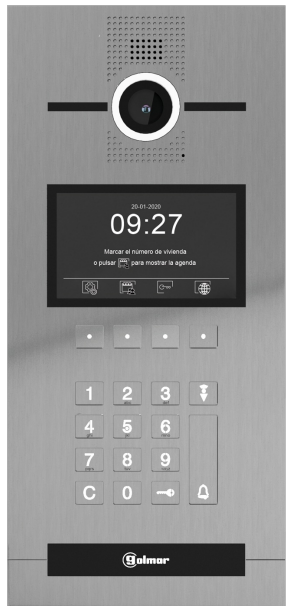 20-01-2020
09:27
Marcar el número de vivienda
o pulsar para mostrar la agenda
1 2 3
4 5 6
7 8 9
C 0
golmar